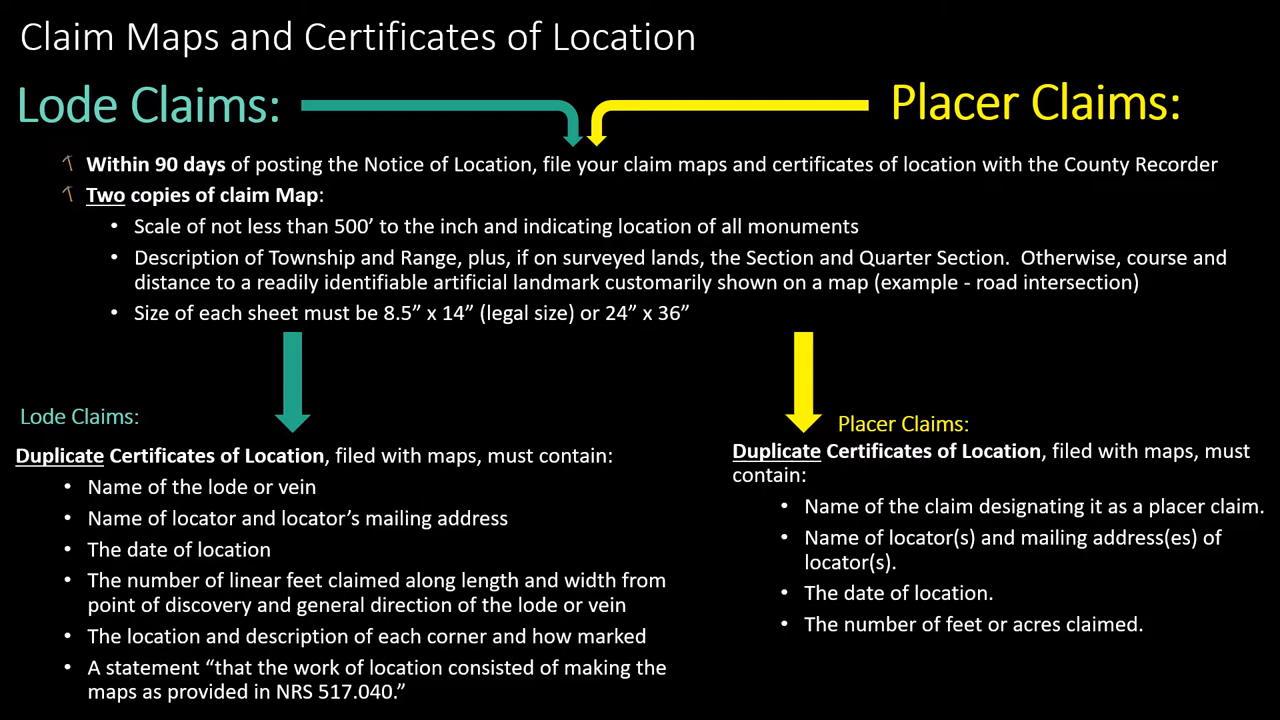 Claim Maps and Certificates of Location
Lode Claims:
Placer Claims:
Within 90 days of posting the Notice of Location, file your claim maps and certificates of location with the County Recorder
Two copies of claim Map:
• Scale of not less than 500’ to the inch and indicating location of all monuments
• Description of Township and Range, plus, if on surveyed lands, the Section and Quarter Section. Otherwise, course and
distance to a readily identifiable artificial landmark customarily shown on a map (example - road intersection)
• Size of each sheet must be 8.5” x 14” (legal size) or 24” x 36”
Lode Claims:
Duplicate Certificates of Location, filed with maps, must contain:
• Name of the lode or vein
• Name of locator and locator’s mailing address
• The date of location
• The number of linear feet claimed along length and width from
point of discovery and general direction of the lode or vein
• The location and description of each corner and how marked
• A statement “that the work of location consisted of making the
maps as provided in NRS 517.040.”
Placer Claims:
Duplicate Certificates of Location, filed with maps, must
contain:
• Name of the claim designating it as a placer claim.
• Name of locator(s) and mailing address(es) of
locator(s).
• The date of location.
• The number of feet or acres claimed.